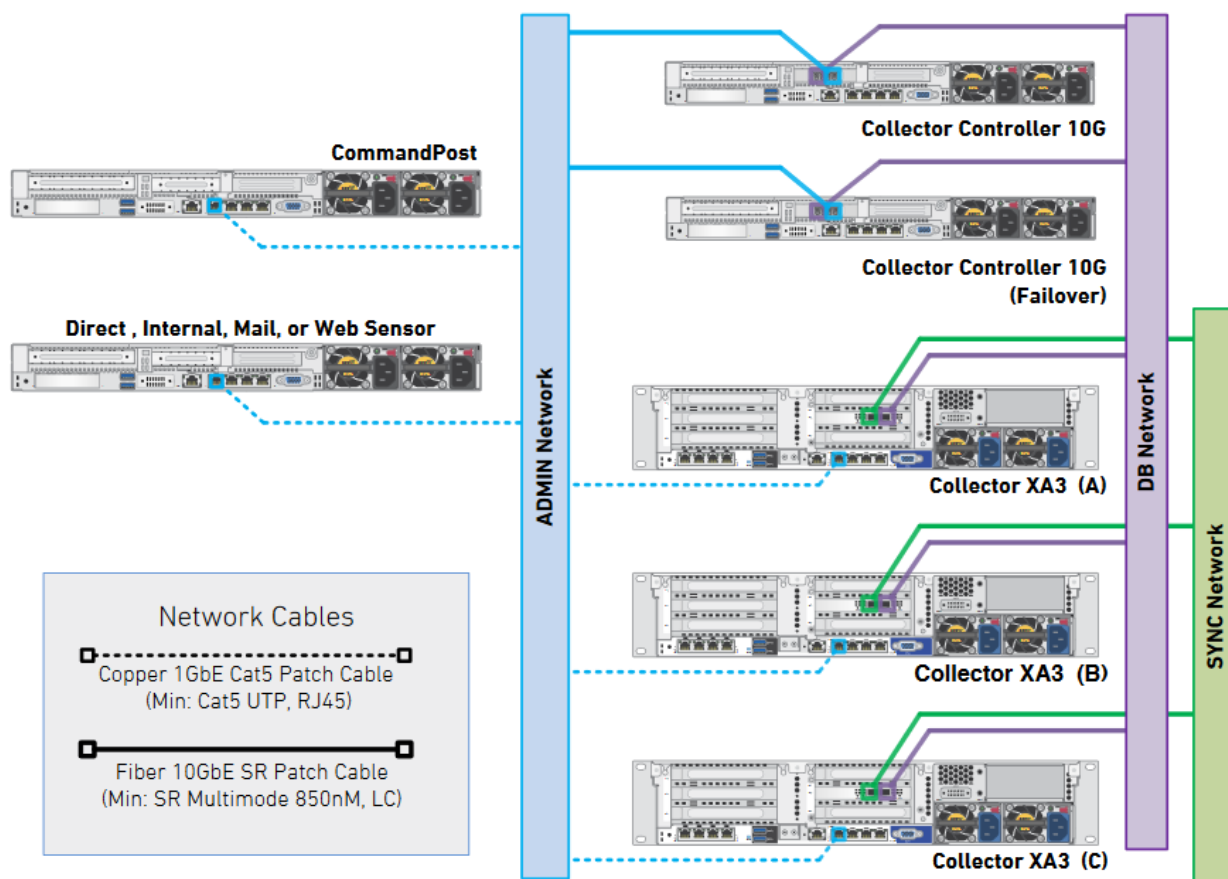 CommandPost
Direct , Internal, Mail, or Web Sensor
Network Cables
Copper 1GbE Cat5 Patch Cable
(Min: Cat5 UTP, RJ45)
Fiber 10GbE SR Patch Cable
(Min: SR Multimode 850nM, LC)
ADMIN Network
Collector Controller 10G
Collector Controller 10G
(Failover)
Collector XA3 (A)
Collector XA3 (B)
Collector XA3 (C)
DB Network
SYNC Network